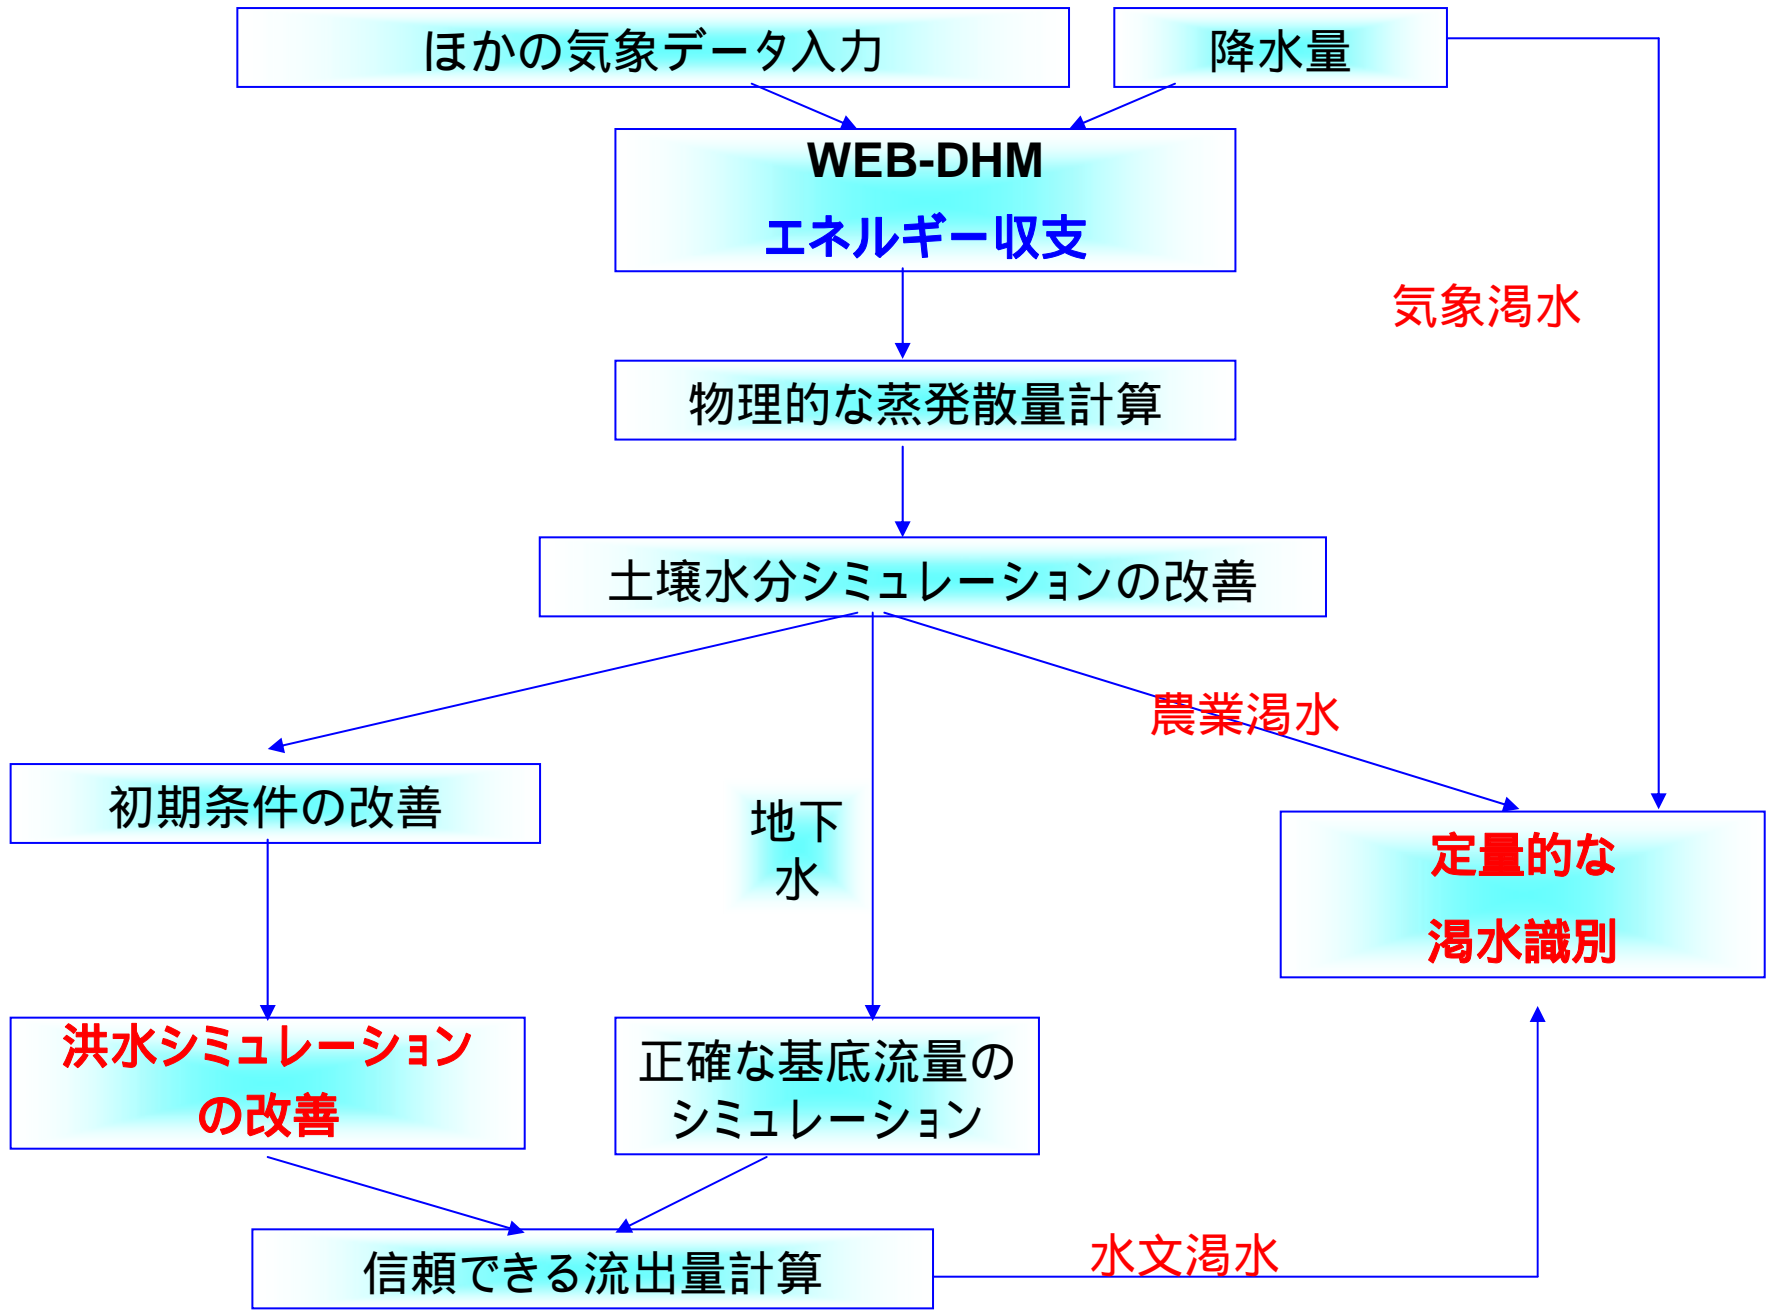 ほかの気象データ入力
降水量
WEB-DHM
エネルギー収支
気象渇水
物理的な蒸発散量計算
土壌水分シミュレーションの改善
農業渇水
初期条件の改善
地下
水
定量的な
渇水識別
洪水シミュレーション
の改善
正確な基底流量の
シミュレーション
水文渇水
信頼できる流出量計算